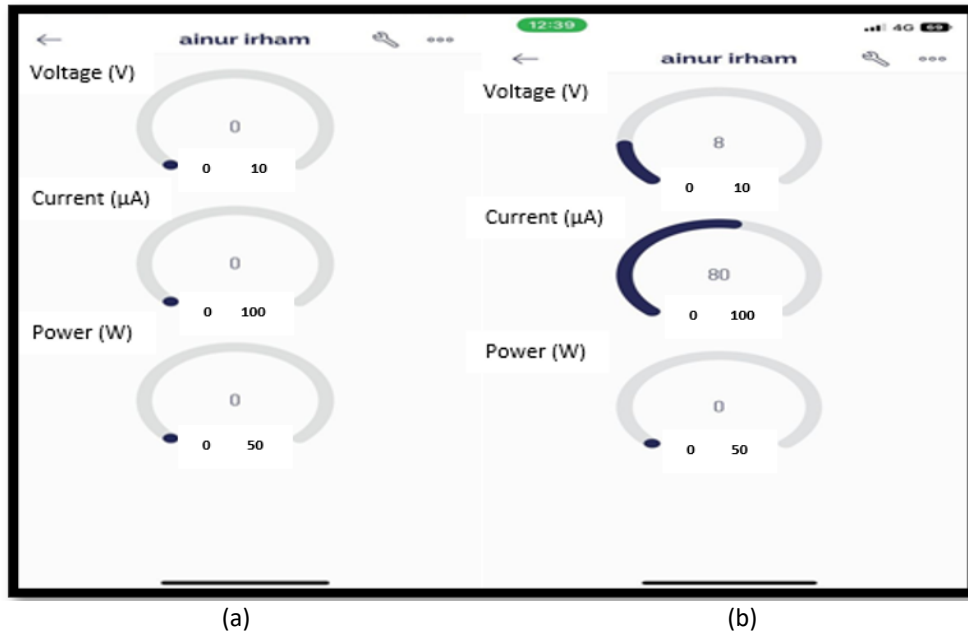 ainur irham
Voltage (V)
0
0 10
Current (µA)
0
0 100
Power (W)
0
0 50
12:39
4G 69
ainur irham
Voltage (V)
8
0 10
Current (µA)
80
0 100
Power (W)
0
0 50
(a)
(b)